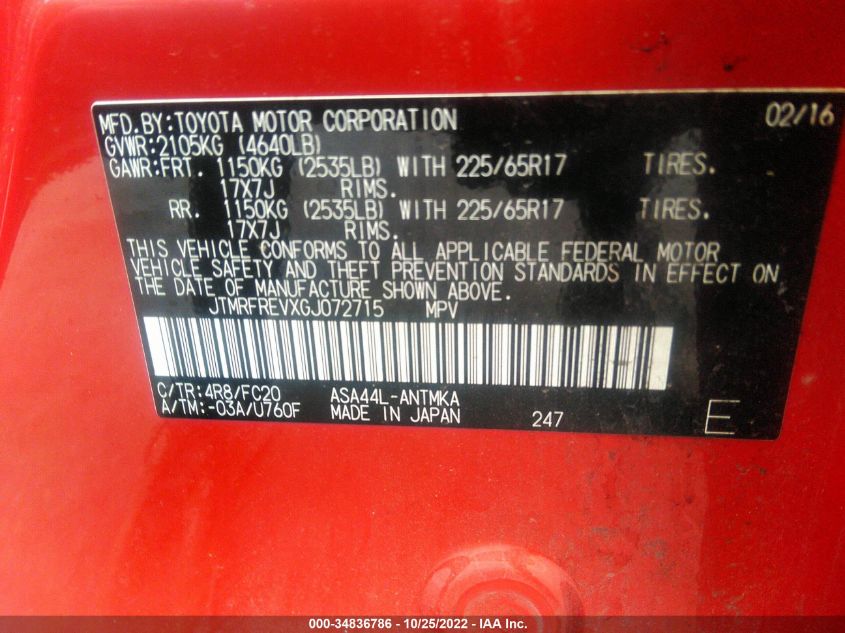 MFD.BY:TOYOTA MOTOR CORPORATION 02/16
GVWR:2105KG (4640LB)
GAWR:FRT. 1150KG (2535LB) WITH 225/65R17 TIRES.
17X7J RIMS.
RR. 1150KG (2535LB) WITH 225/65R17 TIRES.
17X7J RIMS.
THIS VEHICLE CONFORMS TO ALL APPLICABLE FEDERAL MOTOR
VEHICLE SAFETY AND THEFT PREVENTION STANDARDS IN EFFECT ON
THE DATE OF MANUFACTURE SHOWN ABOVE.
JTMRFREVXGJ072715 MPV
C/TR:4R8/FC20 ASA44L-ANTMKA
A/TM:-03A/U760F MADE IN JAPAN 247 E
000-34836786 - 10/25/2022 - IAA Inc.